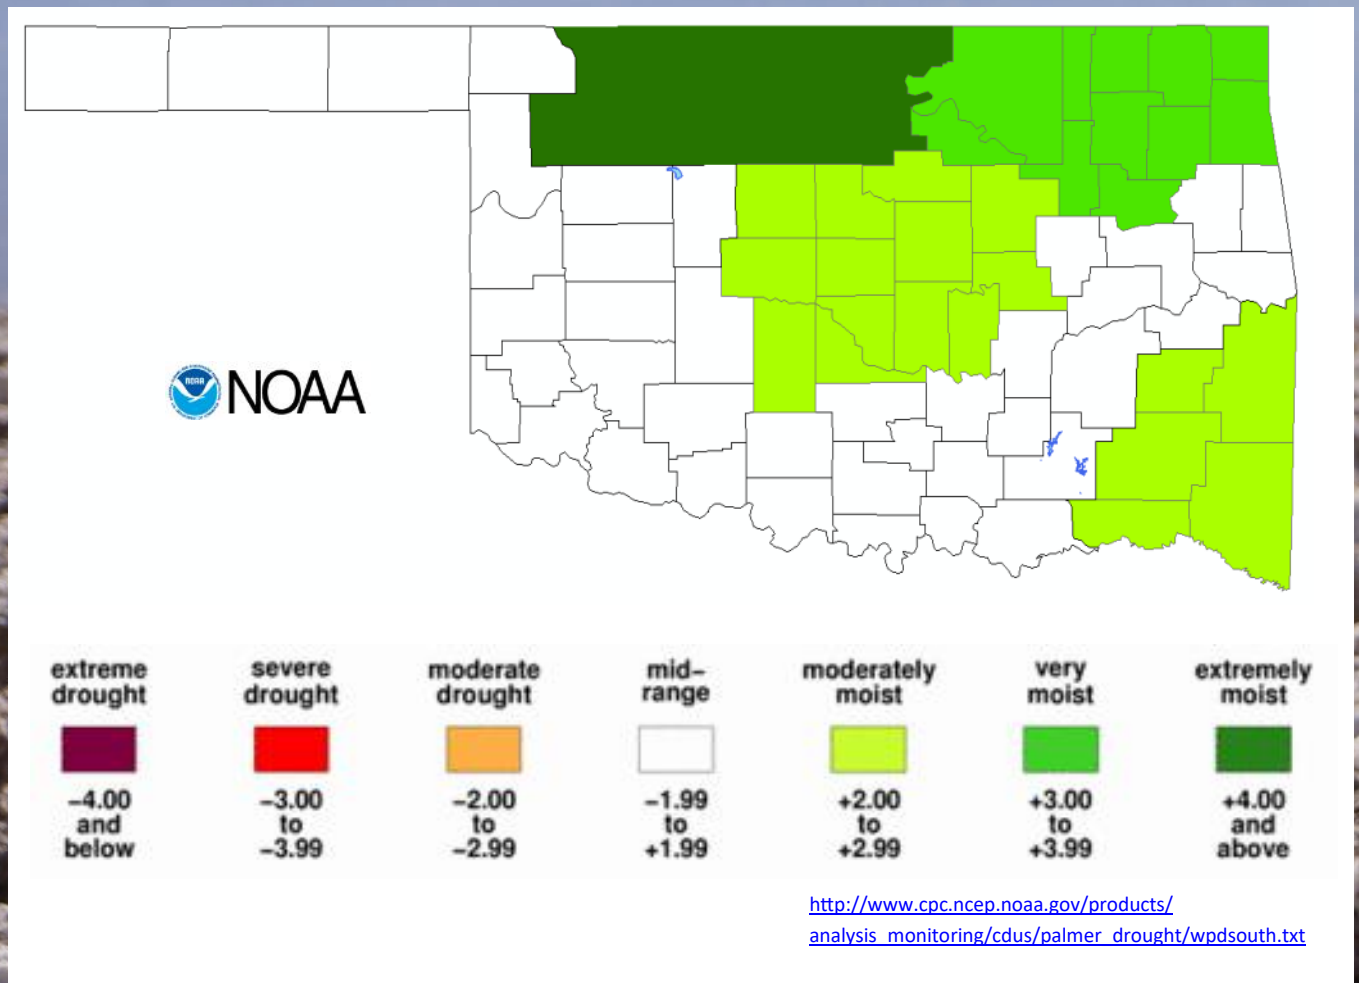 NOAA
NOAA
extreme
drought
severe
drought
moderate
drought
mid-
range
moderately
moist
very
moist
extremely
moist
-4.00
and
below
-3.00
to
-3.99
-2.00
to
-2.99
-1.99
to
+1.99
+2.00
to
+2.99
+3.00
to
+3.99
+4.00
and
above
http://www.cpc.ncep.noaa.gov/products/
analysis_monitoring/cdus/palmer_drought/wpdsouth.txt